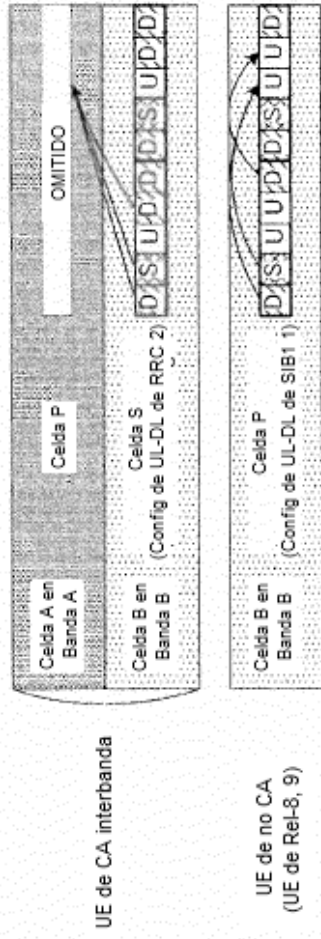 UE de CA interbanda
Celda A en
Banda A
Celda P
OMITIDO
Celda B en
Banda B
Celda S
(Config de UL-DL de RRC 2)
D S U D D D S U D D
UE de no CA
(UE de Rel-8, 9)
Celda B en
Banda B
Celda P
(Config de UL-DL de SIB1 1)
D S U U D D S U U D